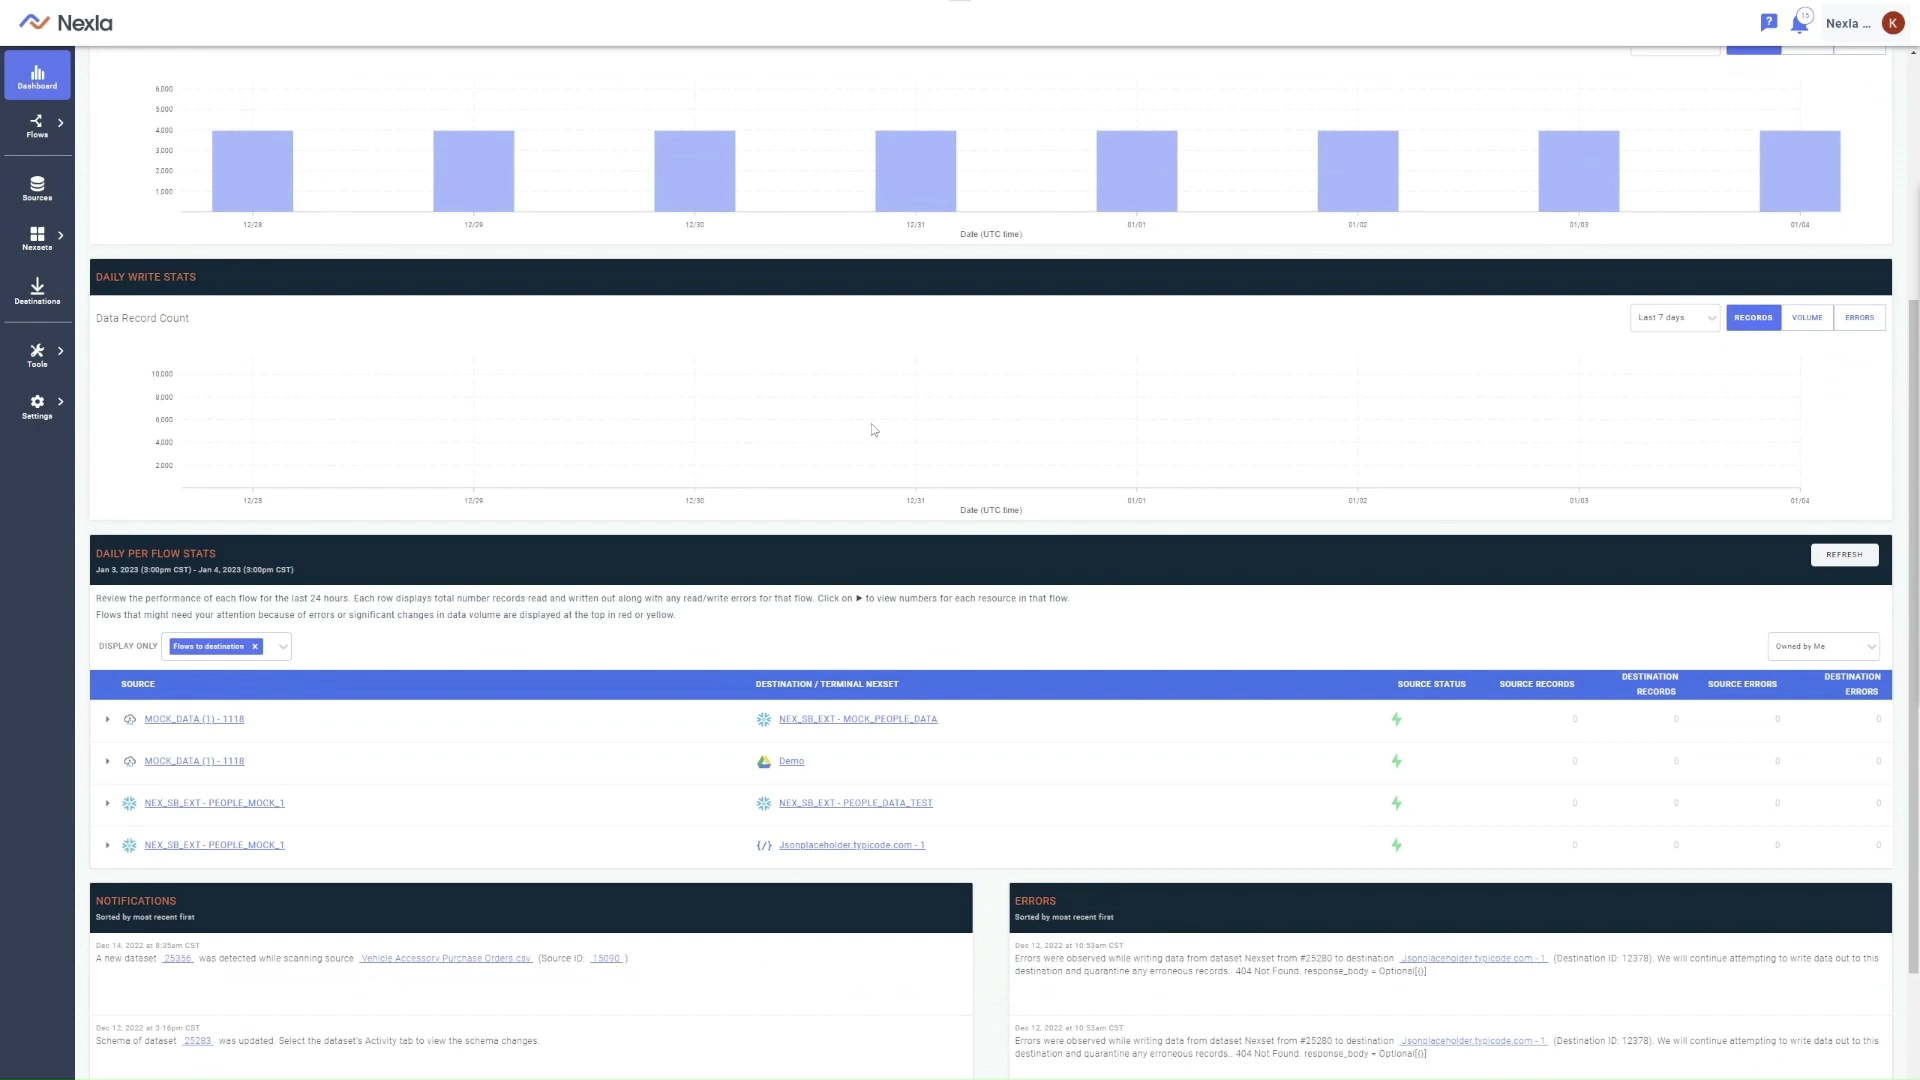 Nexla
?
15
Nexla ...
K
Dashboard
Flows
Sources
Nexsets
Destinations
Tools
Settings
6,000
5,000
4,000
3,000
2,000
1,000
12/28
12/29
12/30
12/31
01/01
01/02
01/03
01/04
Date (UTC time)
DAILY WRITE STATS
Data Record Count
Last 7 days
RECORDS
VOLUME
ERRORS
10,000
8,000
6,000
4,000
2,000
12/28
12/29
12/30
12/31
01/01
01/02
01/03
01/04
Date (UTC time)
DAILY PER FLOW STATS
Jan 3, 2023 (3:00pm CST) - Jan 4, 2023 (3:00pm CST)
REFRESH
Review the performance of each flow for the last 24 hours. Each row displays total number records read and written out along with any read/write errors for that flow. Click on ▶ to view numbers for each resource in that flow.
Flows that might need your attention because of errors or significant changes in data volume are displayed at the top in red or yellow.
DISPLAY ONLY
Flows to destination x
Owned by Me
SOURCE
DESTINATION / TERMINAL NEXSET
SOURCE STATUS
SOURCE RECORDS
DESTINATION
RECORDS
SOURCE ERRORS
DESTINATION
ERRORS
MOCK_DATA (1) - 1118 NEX_SB_EXT - MOCK_PEOPLE_DATA 0 0 0 0
MOCK_DATA (1) - 1118 Demo 0 0 0 0
NEX_SB_EXT - PEOPLE_MOCK_1 NEX_SB_EXT - PEOPLE_DATA_TEST 0 0 0 0
NEX_SB_EXT - PEOPLE_MOCK_1 {/} Jsonplaceholder.typicode.com - 1 0 0 0 0
NOTIFICATIONS
Sorted by most recent first
Dec 14, 2022 at 8:35am CST
A new dataset 25356 was detected while scanning source Vehicle Accessory Purchase Orders.csv (Source ID: 15090 )
Dec 12, 2022 at 3:16pm CST
Schema of dataset 25283 was updated. Select the dataset's Activity tab to view the schema changes.
ERRORS
Sorted by most recent first
Dec 12, 2022 at 10:53am CST
Errors were observed while writing data from dataset Nexset from #25280 to destination Jsonplaceholder.typicode.com - 1 (Destination ID: 12378). We will continue attempting to write data out to this
destination and quarantine any erroneous records.. 404 Not Found. response_body = Optional[{}]
Dec 12, 2022 at 10:53am CST
Errors were observed while writing data from dataset Nexset from #25280 to destination Jsonplaceholder.typicode.com - 1 (Destination ID: 12378). We will continue attempting to write data out to this
destination and quarantine any erroneous records.. 404 Not Found. response_body = Optional[{}]